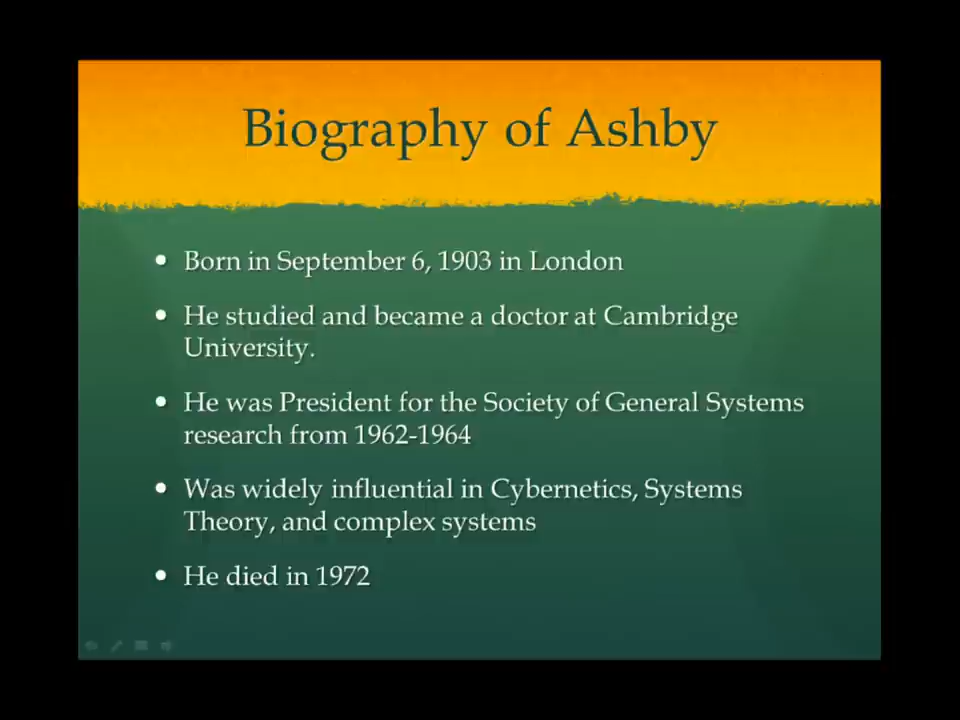 Biography of Ashby
• Born in September 6, 1903 in London
• He studied and became a doctor at Cambridge
University.
• He was President for the Society of General Systems
research from 1962-1964
• Was widely influential in Cybernetics, Systems
Theory, and complex systems
• He died in 1972